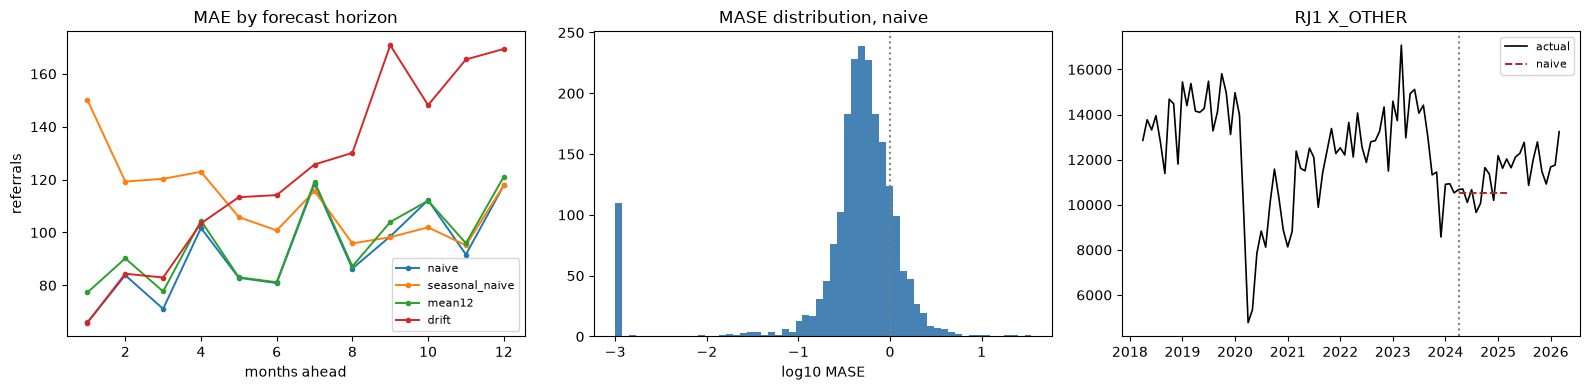 MAE by forecast horizon
referrals
160
140
120
100
80
2 4 6 8 10 12
months ahead
naive
seasonal_naive
mean12
drift
MASE distribution, naive
250
200
150
100
50
0
−3 −2 −1 0 1
log10 MASE
RJ1 X_OTHER
16000
14000
12000
10000
8000
6000
2018 2019 2020 2021 2022 2023 2024 2025 2026
actual
naive